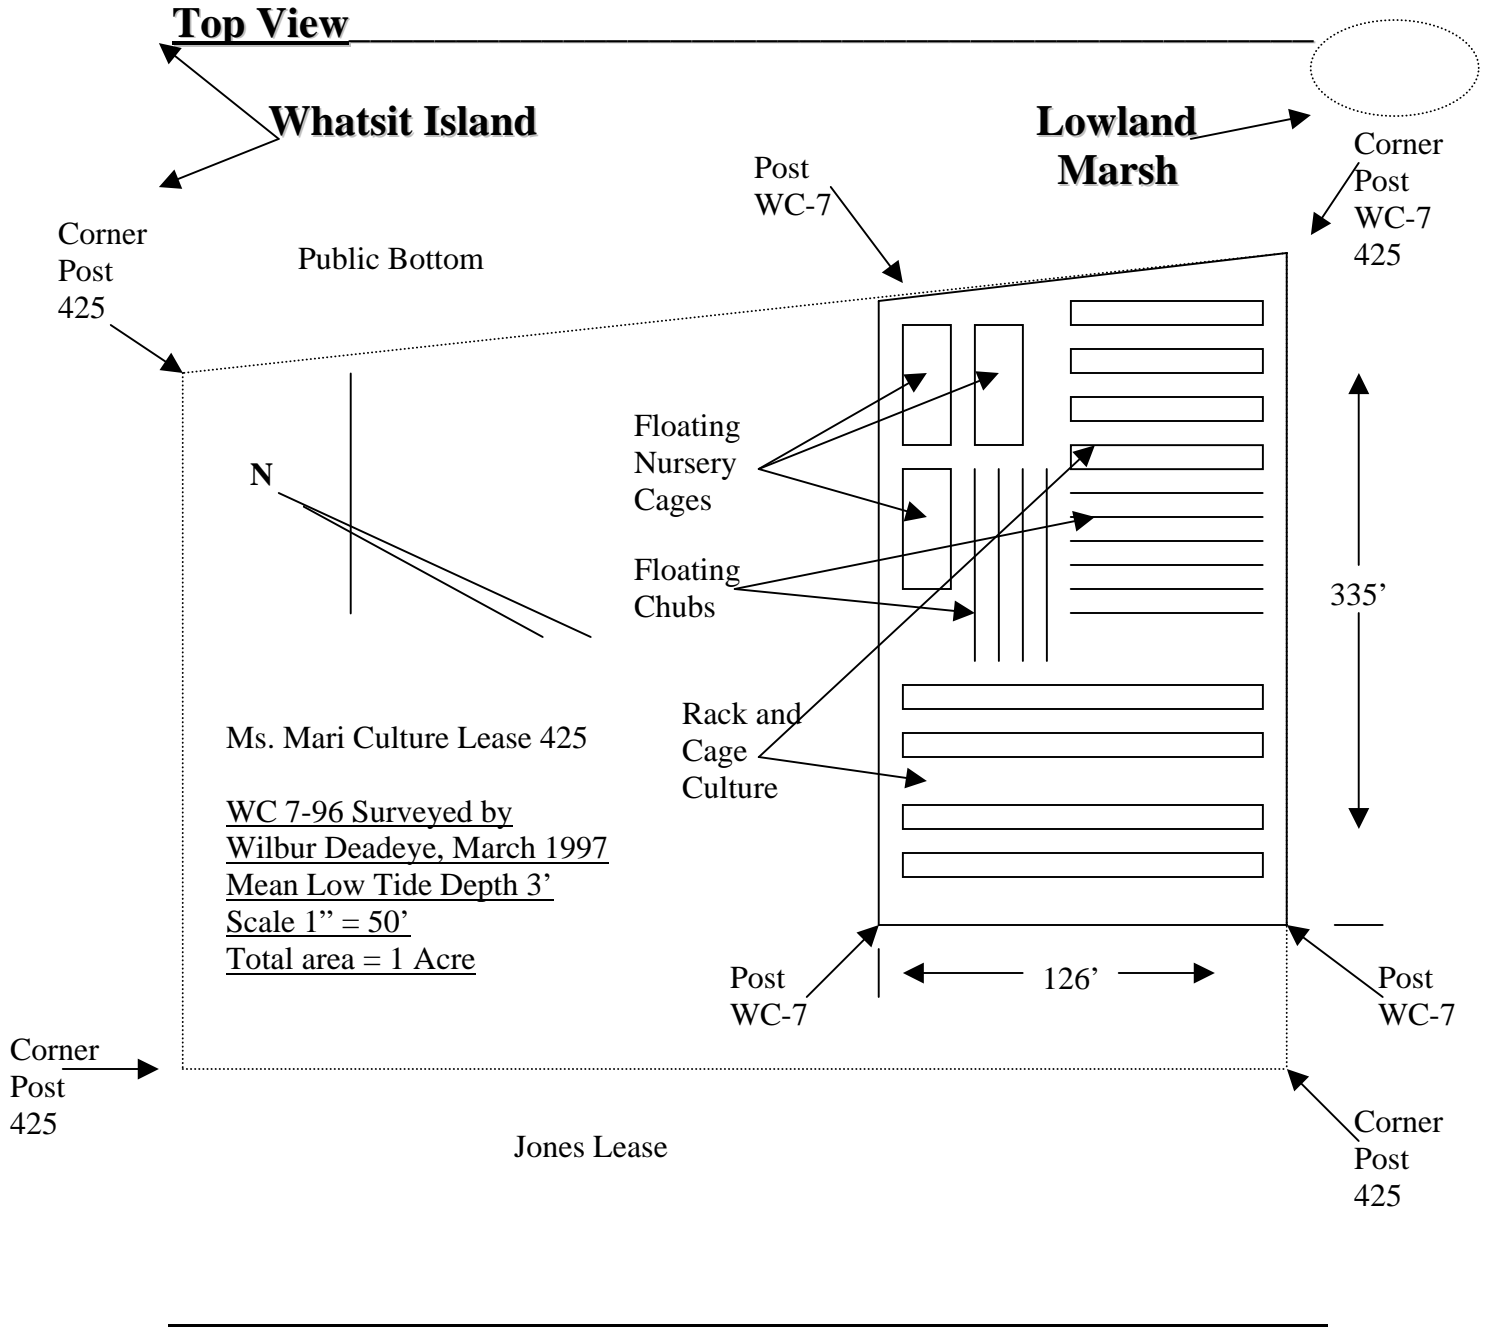 Top View
Whatsit Island
Lowland
Marsh
Corner
Post
WC-7
425
Post
WC-7
Corner
Post
425
Public Bottom
Floating
Nursery
Cages
N
Floating
Chubs
335’
Rack and
Cage
Culture
Ms. Mari Culture Lease 425
WC 7-96 Surveyed by
Wilbur Deadeye, March 1997
Mean Low Tide Depth 3’
Scale 1” = 50’
Total area = 1 Acre
Post
WC-7
126’
Post
WC-7
Corner
Post
425
Jones Lease
Corner
Post
425